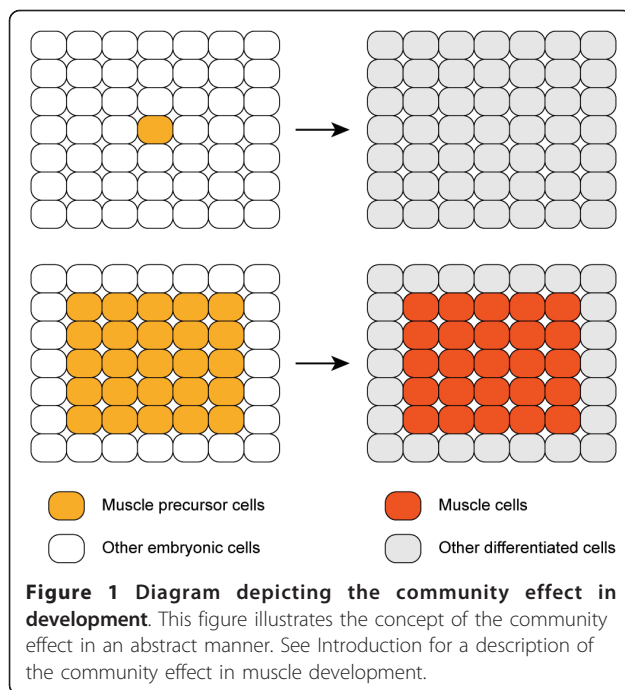 Muscle precursor cells
Muscle cells
Other embryonic cells
Other differentiated cells
Figure 1 Diagram depicting the community effect in
development. This figure illustrates the concept of the community
effect in an abstract manner. See Introduction for a description of
the community effect in muscle development.